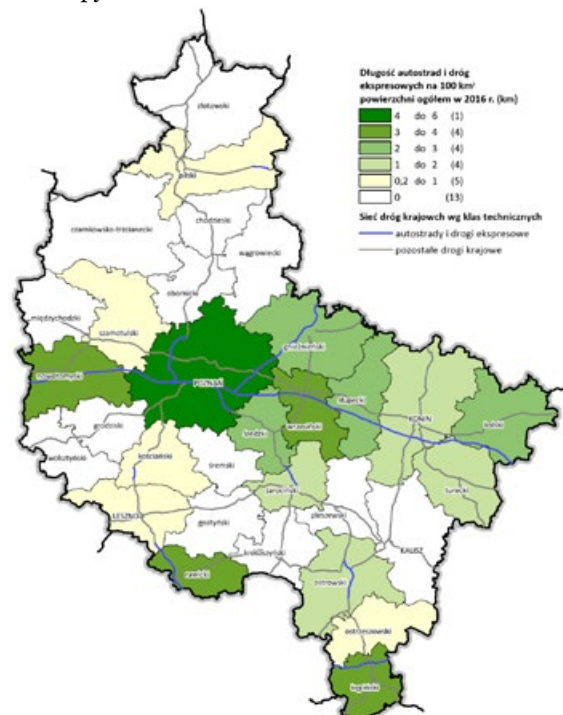 Długość autostrad i dróg
ekspresowych na 100 km²
powierzchni ogółem w 2016 r. (km)
4 do 6 (1)
3 do 4 (4)
2 do 3 (4)
1 do 2 (4)
0,2 do 1 (5)
0 (13)
Sieć dróg krajowych wg klas technicznych
autostrady i drogi ekspresowe
pozostałe drogi krajowe
złotowski
pilski
chodzieski
czarnkowsko-trzcianecki
wągrowiecki
obornicki
międzychodzki
szamotulski
gnieźnieński
nowotomyski
POZNAŃ
słupecki
KONIN
kolski
wrzesiński
średzki
grodziski
wolsztyński
kościański
śremski
turecki
jarociński
LESZNO
gostyński
pleszewski
KALISZ
krotoszyński
rawicki
ostrowski
ostrzeszowski
kępiński